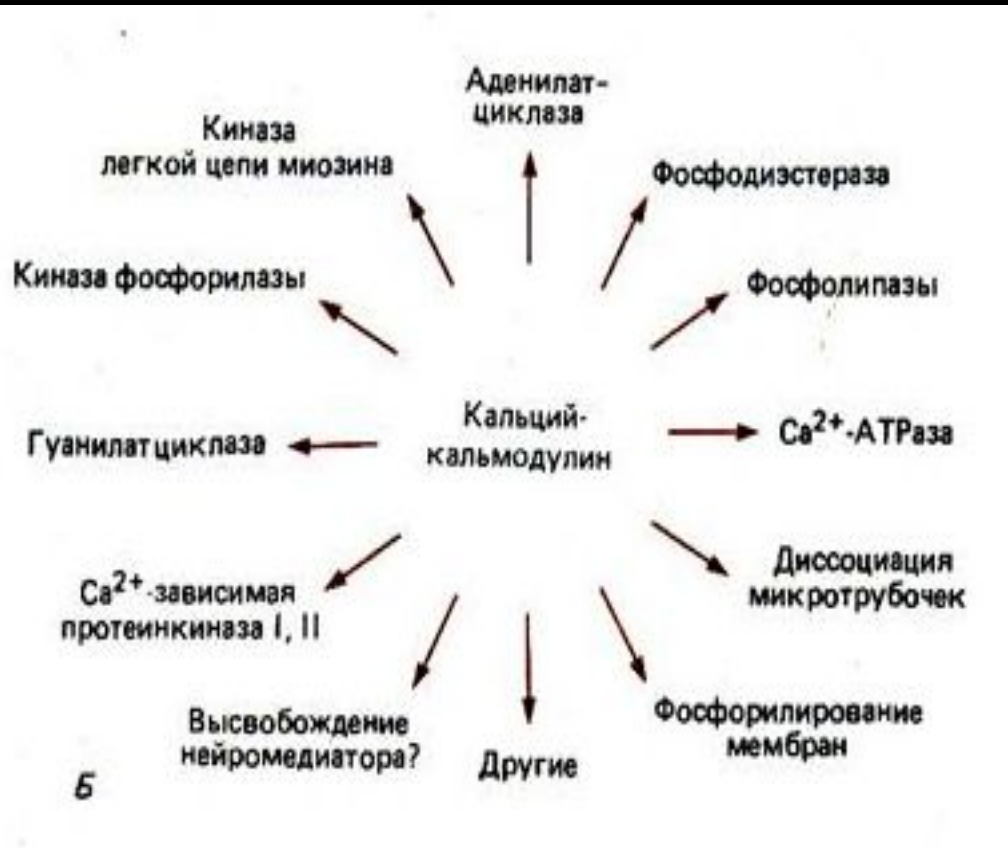 Аденилат-
циклаза
Киназа
легкой цепи миозина
Фосфодиэстераза
Киназа фосфорилазы
Фосфолипазы
Кальций-
кальмодулин
Гуанилатциклаза
Ca²⁺-АТРаза
Ca²⁺-зависимая
протеинкиназа I, II
Диссоциация
микротрубочек
Высвобождение
нейромедиатора?
Другие
Фосфорилирование
мембран
Б